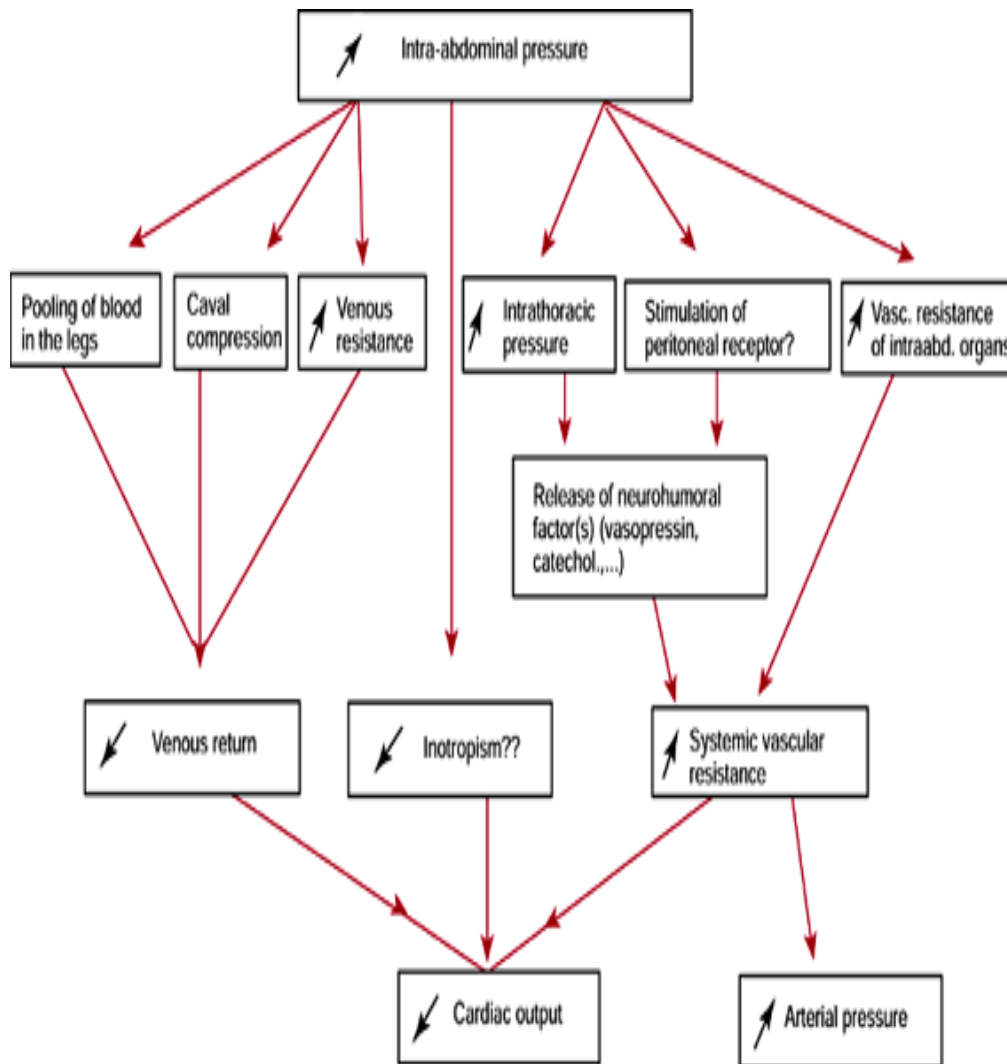 Intra-abdominal pressure
Pooling of blood
in the legs
Caval
compression
Venous
resistance
Intrathoracic
pressure
Stimulation of
peritoneal receptor?
Vasc. resistance
of intraabd. organs
Release of neurohumoral
factor(s) (vasopressin,
catechol.,...)
Venous return
Inotropism??
Systemic vascular
resistance
Cardiac output
Arterial pressure